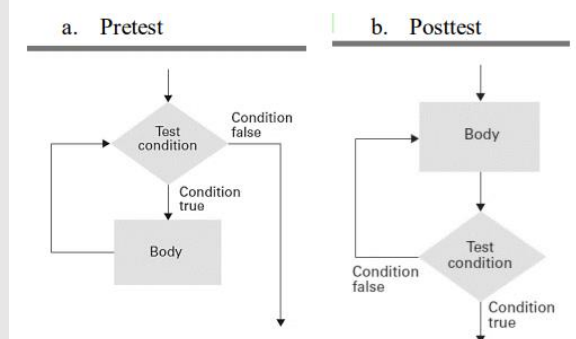 a. Pretest
Test
condition
Condition
false
Condition
true
Body
b. Posttest
Body
Test
condition
Condition
false
Condition
true